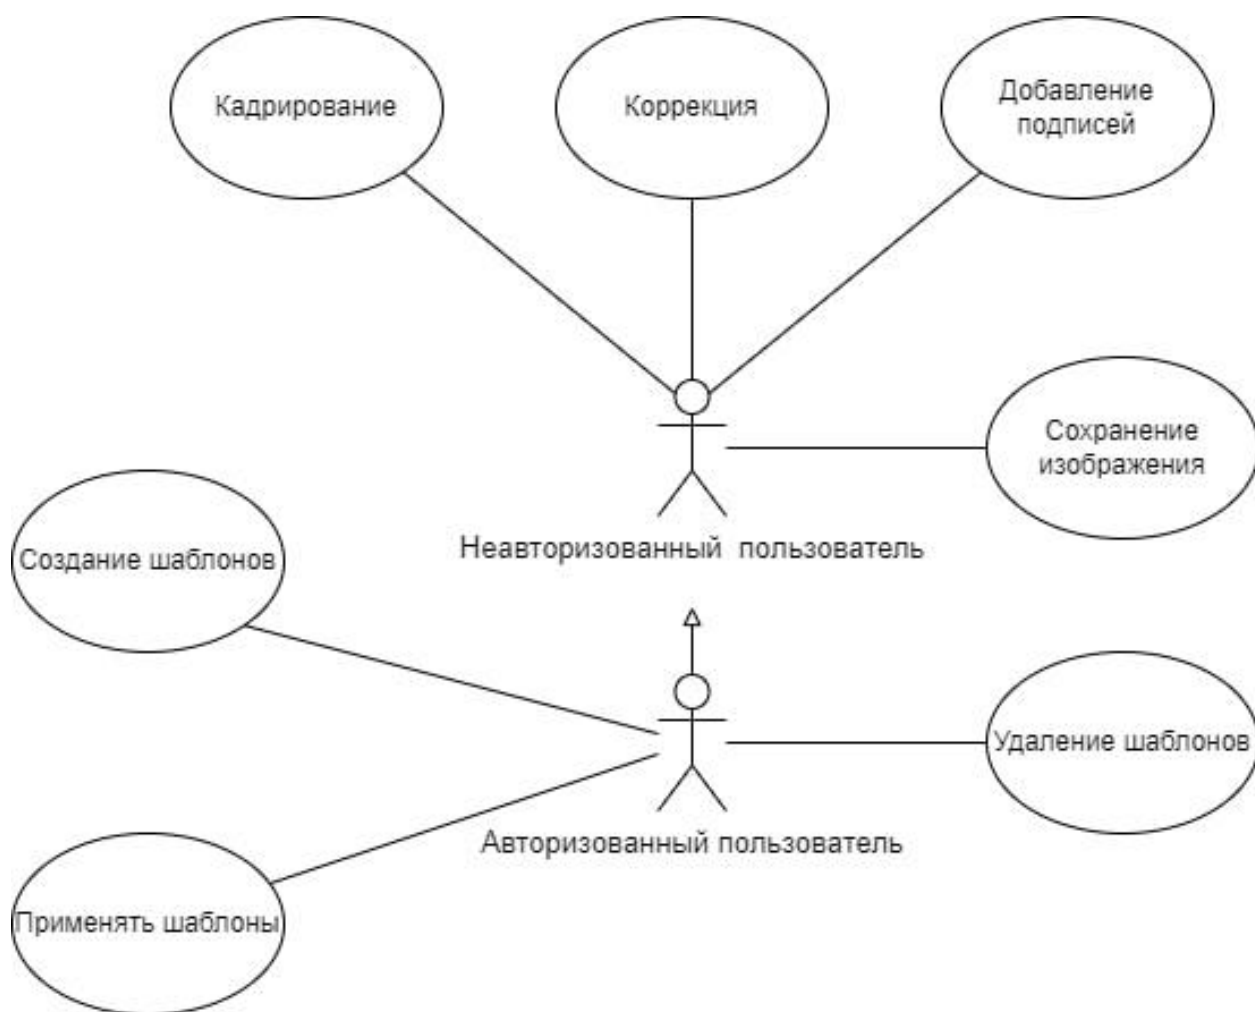 Кадрирование
Коррекция
Добавление
подписей
Сохранение
изображения
Неавторизованный пользователь
Создание шаблонов
Удаление шаблонов
Авторизованный пользователь
Применять шаблоны